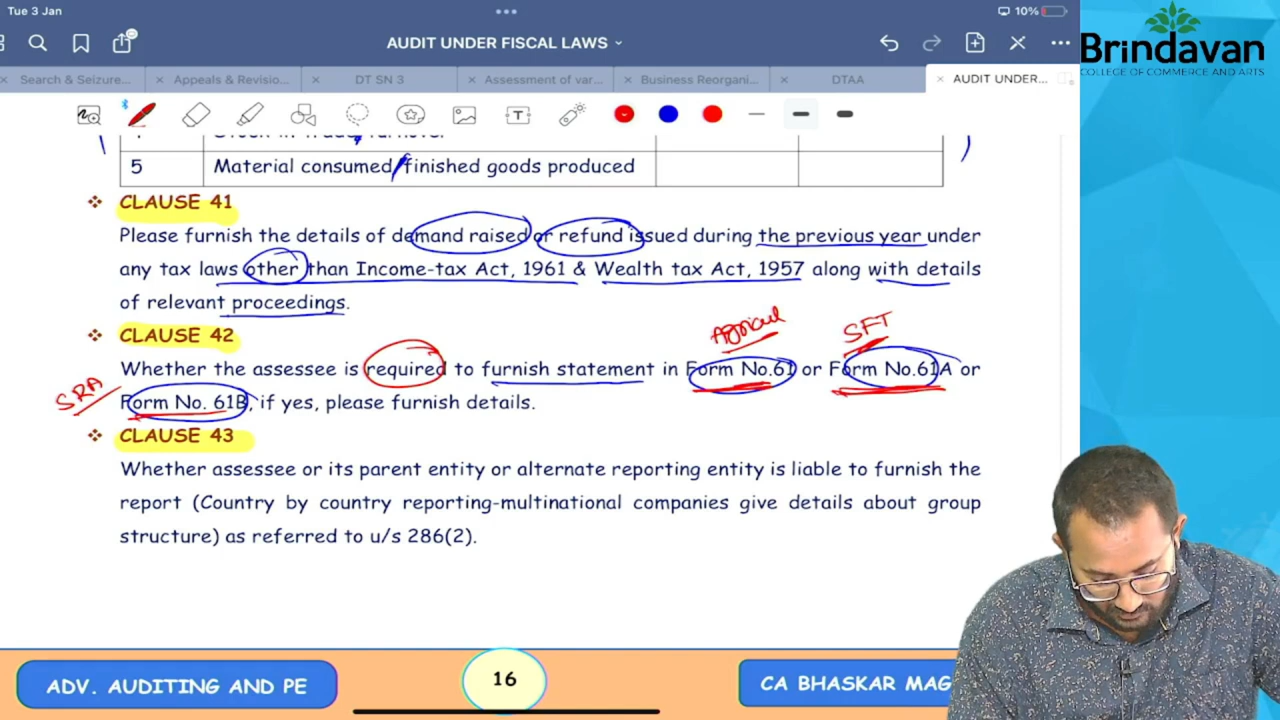 Tue 3 Jan
10%
Brindavan
COLLEGE OF COMMERCE AND ARTS
AUDIT UNDER FISCAL LAWS
Search & Seizure...
Appeals & Revisio...
DT SN 3
Assessment of var...
Business Reorgani...
DTAA
AUDIT UNDER...
5 Material consumed/finished goods produced
CLAUSE 41
Please furnish the details of demand raised or refund issued during the previous year under
any tax laws other than Income-tax Act, 1961 & Wealth tax Act, 1957 along with details
of relevant proceedings.
CLAUSE 42
Agricul
SFT
Whether the assessee is required to furnish statement in Form No.61 or Form No.61A or
SRA
Form No. 61B, if yes, please furnish details.
CLAUSE 43
Whether assessee or its parent entity or alternate reporting entity is liable to furnish the
report (Country by country reporting-multinational companies give details about group
structure) as referred to u/s 286(2).
ADV. AUDITING AND PE
16
CA BHASKAR MAG